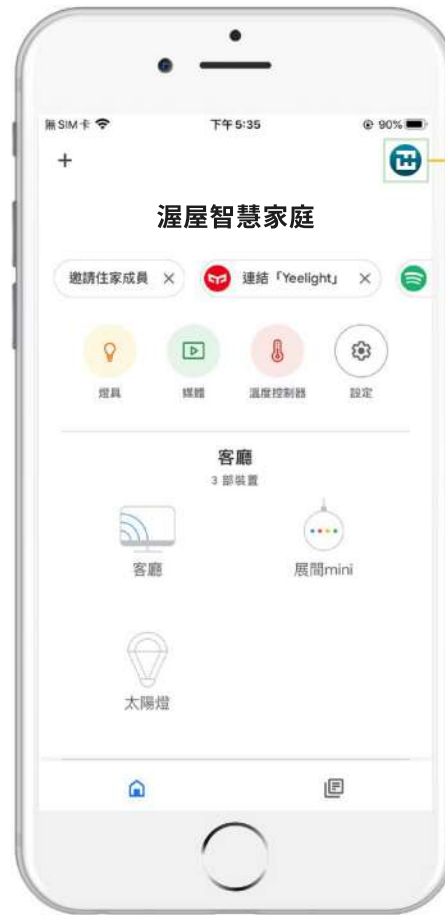 無SIM卡 下午5:35 90%
+
渥屋智慧家庭
邀請住家成員 × 連結「Yeelight」 ×
燈具 媒體 溫度控制器 設定
客廳
3 部裝置
客廳 展間mini
太陽燈